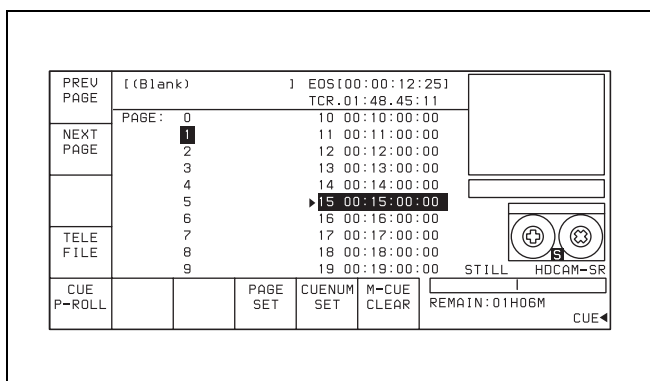 PREV
PAGE
[(Blank) ] EOS[00:00:12:25]
TCR.01:48.45:11
NEXT
PAGE
TELE
FILE
PAGE: 0
1
2
3
4
5
6
7
8
9
10 00:10:00:00
11 00:11:00:00
12 00:12:00:00
13 00:13:00:00
14 00:14:00:00
▶15 00:15:00:00
16 00:16:00:00
17 00:17:00:00
18 00:18:00:00
19 00:19:00:00
S
STILL HDCAM-SR
CUE
P-ROLL
PAGE
SET
CUENUM
SET
M-CUE
CLEAR
REMAIN:01H06M
CUE◀